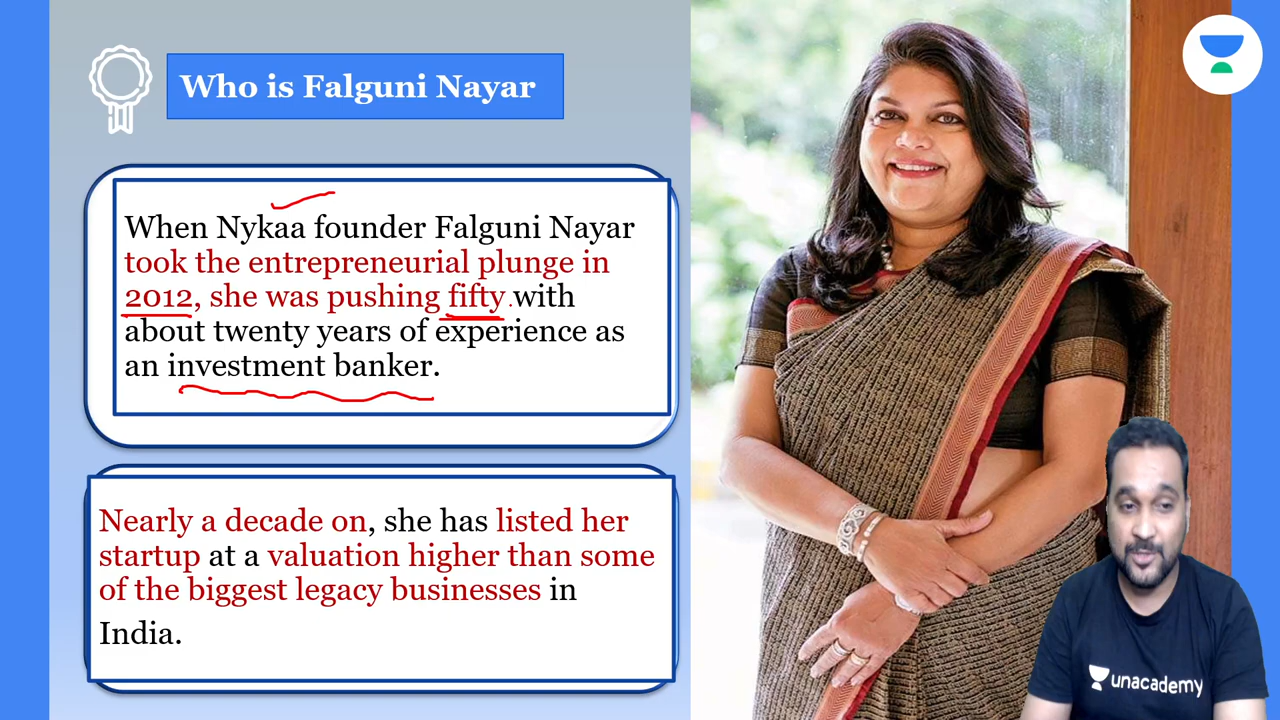 Who is Falguni Nayar
When Nykaa founder Falguni Nayar
took the entrepreneurial plunge in
2012, she was pushing fifty with
about twenty years of experience as
an investment banker.
Nearly a decade on, she has listed her
startup at a valuation higher than some
of the biggest legacy businesses in
India.
unacademy